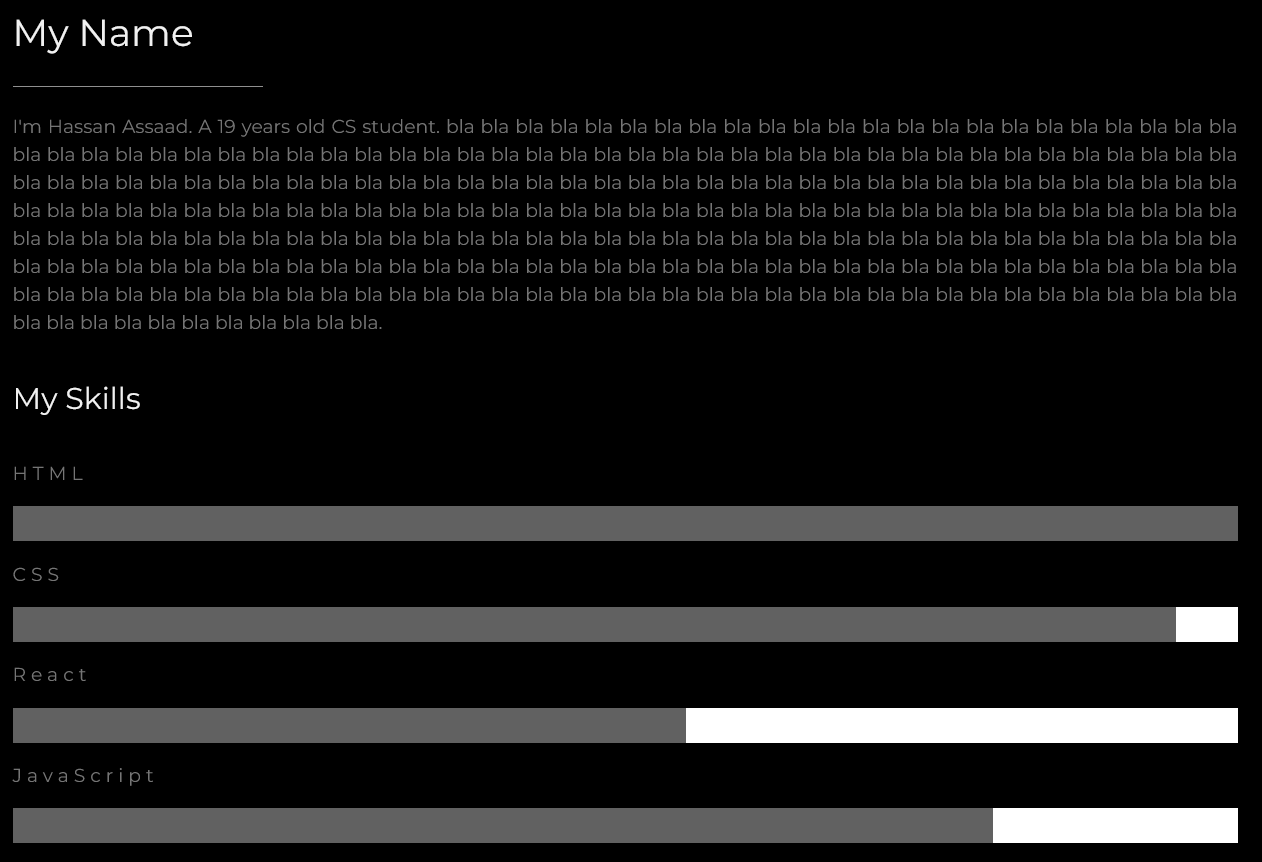 My Name
I'm Hassan Assaad. A 19 years old CS student. bla bla bla bla bla bla bla bla bla bla bla bla bla bla bla bla bla bla bla bla bla bla bla
bla bla bla bla bla bla bla bla bla bla bla bla bla bla bla bla bla bla bla bla bla bla bla bla bla bla bla bla bla bla bla bla bla bla bla bla
bla bla bla bla bla bla bla bla bla bla bla bla bla bla bla bla bla bla bla bla bla bla bla bla bla bla bla bla bla bla bla bla bla bla bla bla
bla bla bla bla bla bla bla bla bla bla bla bla bla bla bla bla bla bla bla bla bla bla bla bla bla bla bla bla bla bla bla bla bla bla bla bla
bla bla bla bla bla bla bla bla bla bla bla bla bla bla bla bla bla bla bla bla bla bla bla bla bla bla bla bla bla bla bla bla bla bla bla bla
bla bla bla bla bla bla bla bla bla bla bla bla bla bla bla bla bla bla bla bla bla bla bla bla bla bla bla bla bla bla bla bla bla bla bla bla
bla bla bla bla bla bla bla bla bla bla bla bla bla bla bla bla bla bla bla bla bla bla bla bla bla bla bla bla bla bla bla bla bla bla bla bla
bla bla bla bla bla bla bla bla bla bla bla.
My Skills
HTML
CSS
React
JavaScript